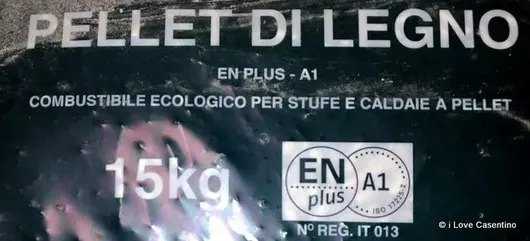 PELLET DI LEGNO
EN PLUS - A1
COMBUSTIBILE ECOLOGICO PER STUFE E CALDAIE A PELLET
15kg
EN plus A1
ISO 17225-2
N° REG. IT 013
© i Love Casentino